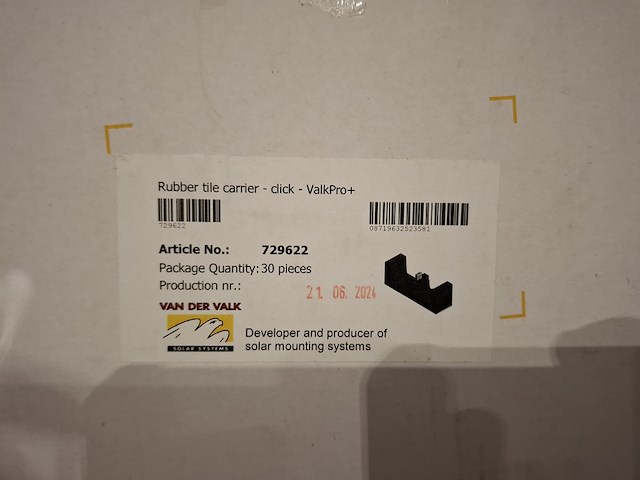 Rubber tile carrier - click - ValkPro+
729622
08719632523581
Article No.: 729622
Package Quantity: 30 pieces
Production nr.:
21. 06. 2024
VAN DER VALK
SOLAR SYSTEMS
Developer and producer of
solar mounting systems